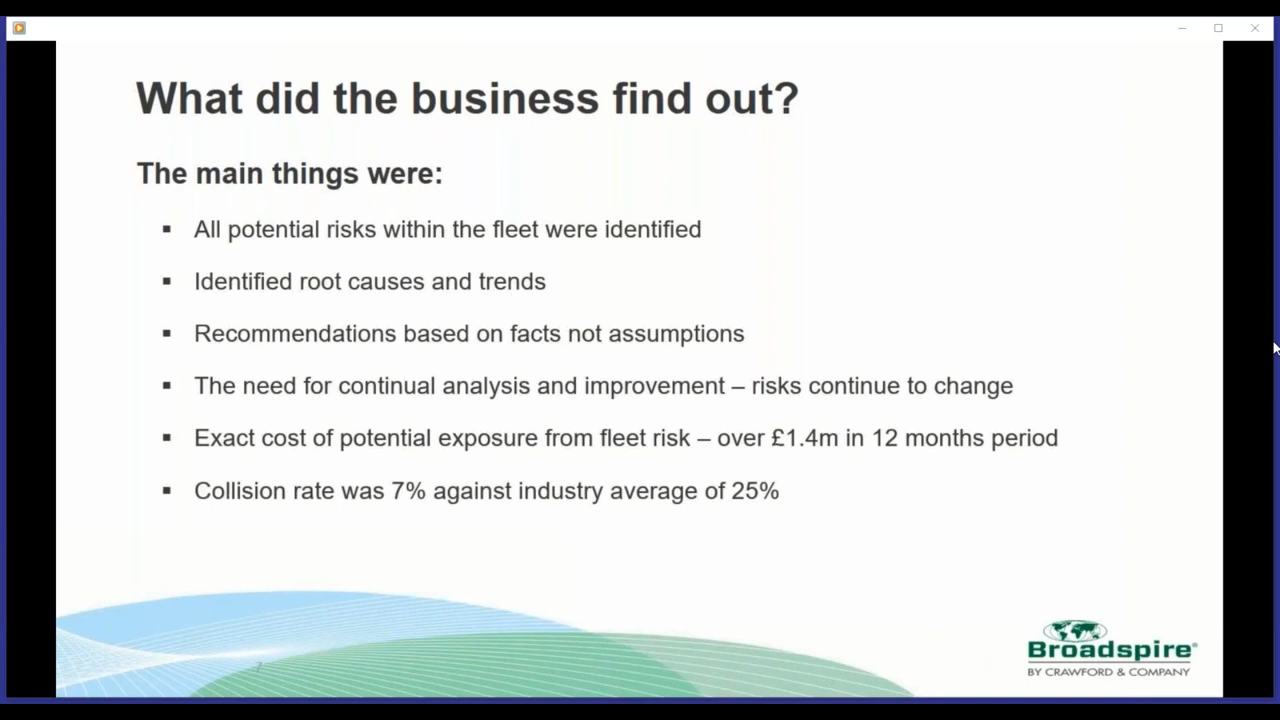 What did the business find out?
The main things were:
▪ All potential risks within the fleet were identified
▪ Identified root causes and trends
▪ Recommendations based on facts not assumptions
▪ The need for continual analysis and improvement – risks continue to change
▪ Exact cost of potential exposure from fleet risk – over £1.4m in 12 months period
▪ Collision rate was 7% against industry average of 25%
Broadspire®
BY CRAWFORD & COMPANY